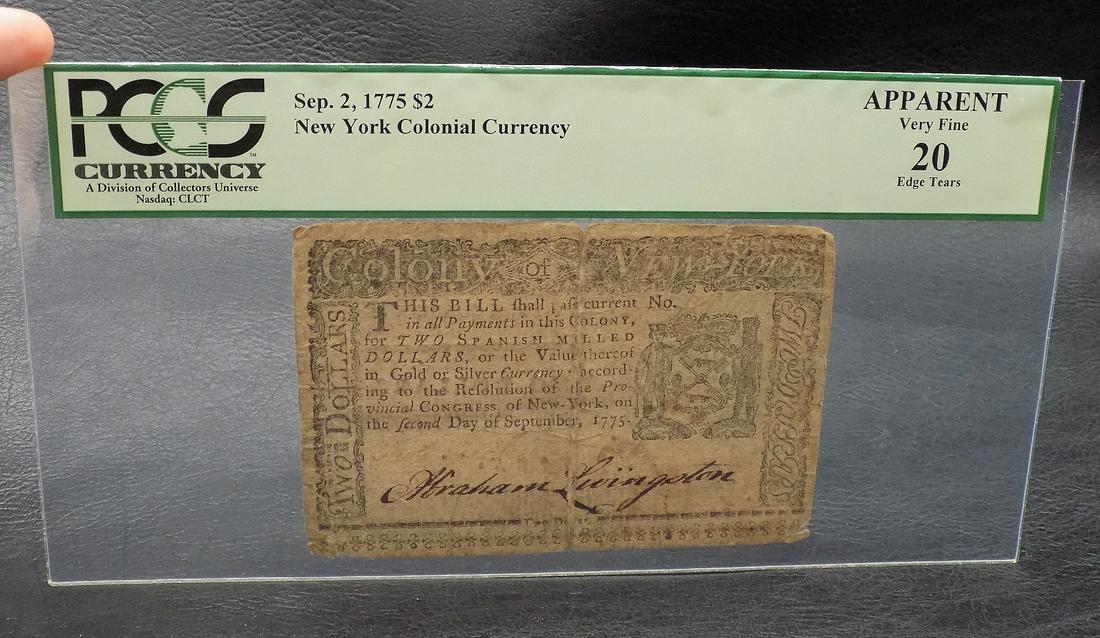 PCGS
CURRENCY
A Division of Collectors Universe
Nasdaq: CLCT
Sep. 2, 1775 $2
New York Colonial Currency
APPARENT
Very Fine
20
Edge Tears
Colony of New-York
TWO DOLLARS
THIS BILL ſhall paſs current No.
in all Payments in this COLONY,
for TWO SPANISH MILLED
DOLLARS, or the Value thereof
in Gold or Silver Currency· accord
ing to the Reſolution of the Pro
vincial CONGRESS, of New-York, on
the ſecond Day of September, 1775.
Abraham Livingston